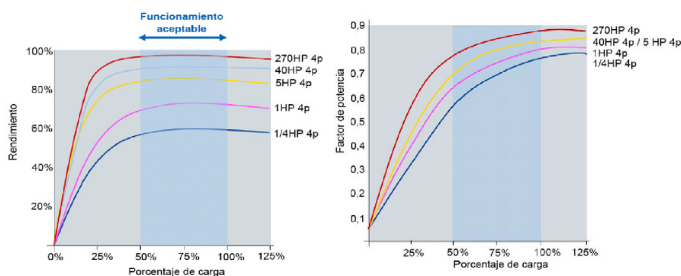 Funcionamiento
aceptable
Rendimiento
100%
80%
60%
40%
20%
270HP 4p
40HP 4p
5HP 4p
1HP 4p
1/4HP 4p
0%
25%
50%
75%
100%
125%
Porcentaje de carga
Factor de potencia
0,9
0,8
0,7
0,6
0,5
0,4
0,3
0,2
0,1
270HP 4p
40HP 4p / 5 HP 4p
1HP 4p
1/4HP 4p
25%
50%
75%
100%
125%
Porcentaje de carga